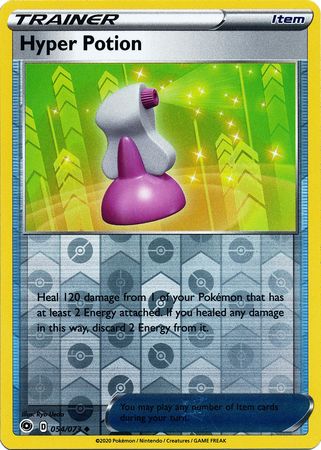 TRAINER Item
Hyper Potion
Heal 120 damage from 1 of your Pokémon that has
at least 2 Energy attached. If you healed any damage
in this way, discard 2 Energy from it.
Illus. Ryo Ueda
D 054/073
You may play any number of Item cards
during your turn.
©2020 Pokémon / Nintendo / Creatures / GAME FREAK